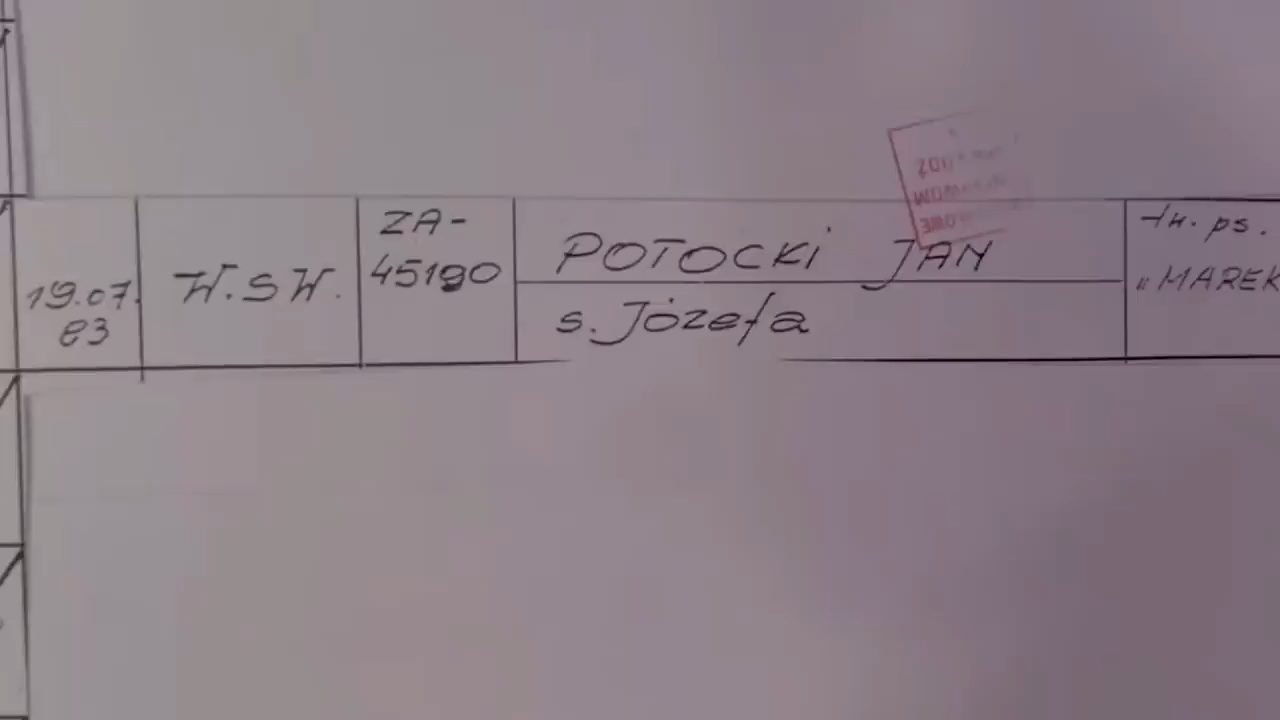 19.07.
83
W.S.W.
ZA-
45190
POTOCKI JAN
s. Józefa
tw. ps.
„MAREK